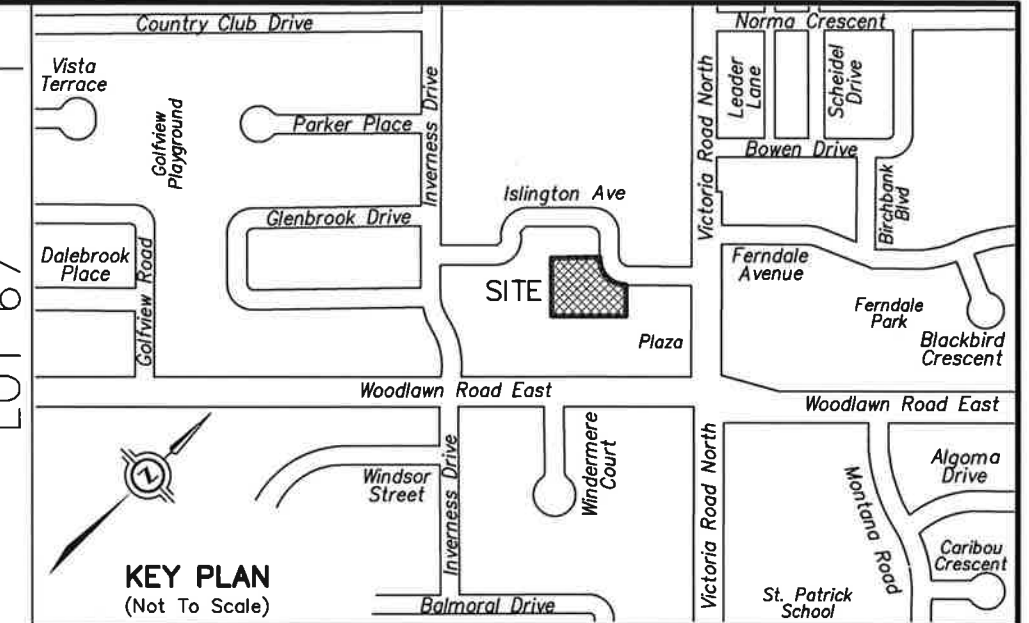 Country Club Drive
Norma Crescent
Vista
Terrace
Golfview
Playground
Parker Place
Inverness Drive
Victoria Road North
Leader
Lane
Scheidel
Drive
Bowen Drive
Birchbank
Blvd
Islington Ave
Glenbrook Drive
Dalebrook
Place
Golfview Road
SITE
Ferndale
Avenue
Ferndale
Park
Plaza
Blackbird
Crescent
Woodlawn Road East
Woodlawn Road East
Z
Windsor
Street
Inverness Drive
Windermere
Court
Victoria Road North
Montana Road
Algoma
Drive
Caribou
Crescent
KEY PLAN
(Not To Scale)
Balmoral Drive
St. Patrick
School